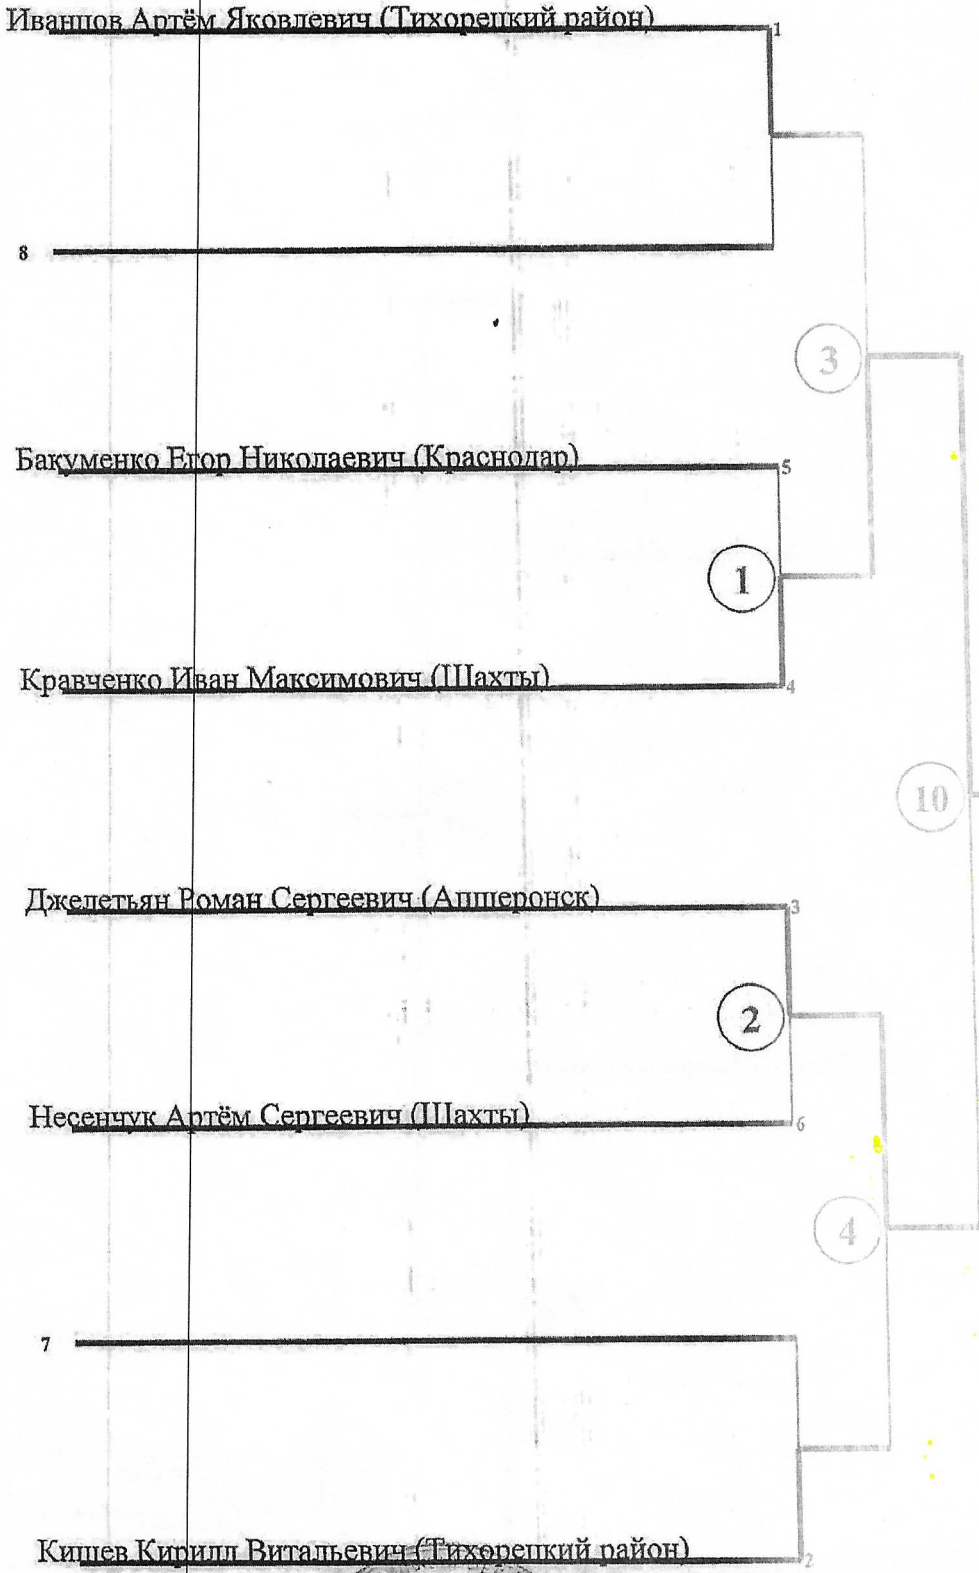 Иванцов Артём Яковлевич (Тихорецкий район)
1
8
3
Бакуменко Егор Николаевич (Краснодар)
5
1
Кравченко Иван Максимович (Шахты)
4
10
Джелетьян Роман Сергеевич (Апшеронск)
3
2
Несенчук Артём Сергеевич (Шахты)
6
4
7
Кишев Кирилл Витальевич (Тихорецкий район)
2